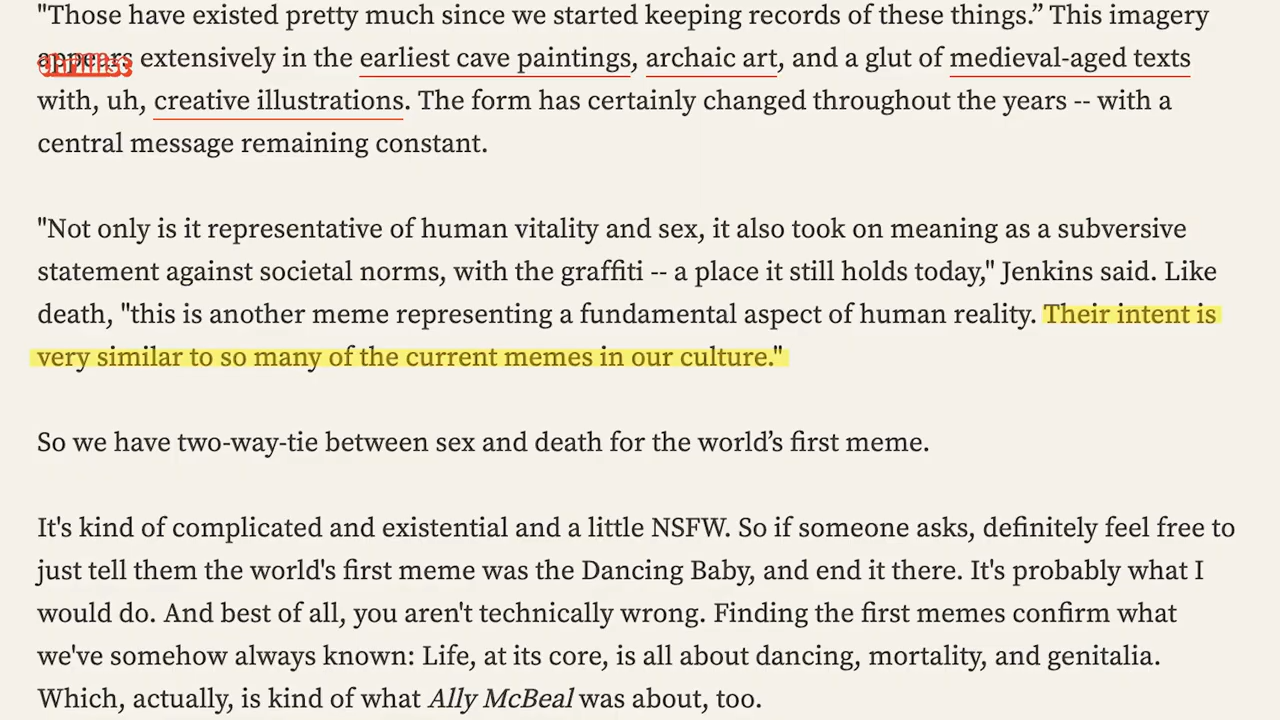 "Those have existed pretty much since we started keeping records of these things.” This imagery
appears extensively in the earliest cave paintings, archaic art, and a glut of medieval-aged texts
with, uh, creative illustrations. The form has certainly changed throughout the years -- with a
central message remaining constant.
"Not only is it representative of human vitality and sex, it also took on meaning as a subversive
statement against societal norms, with the graffiti -- a place it still holds today," Jenkins said. Like
death, "this is another meme representing a fundamental aspect of human reality. Their intent is
very similar to so many of the current memes in our culture."
So we have two-way-tie between sex and death for the world’s first meme.
It's kind of complicated and existential and a little NSFW. So if someone asks, definitely feel free to
just tell them the world's first meme was the Dancing Baby, and end it there. It's probably what I
would do. And best of all, you aren't technically wrong. Finding the first memes confirm what
we've somehow always known: Life, at its core, is all about dancing, mortality, and genitalia.
Which, actually, is kind of what Ally McBeal was about, too.